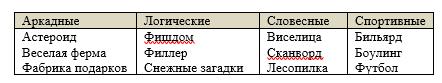 Аркадные Логические Словесные Спортивные
Астероид Фишдом Виселица Бильярд
Веселая ферма Филлер Сканворд Боулинг
Фабрика подарков Снежные загадки Лесопилка Футбол